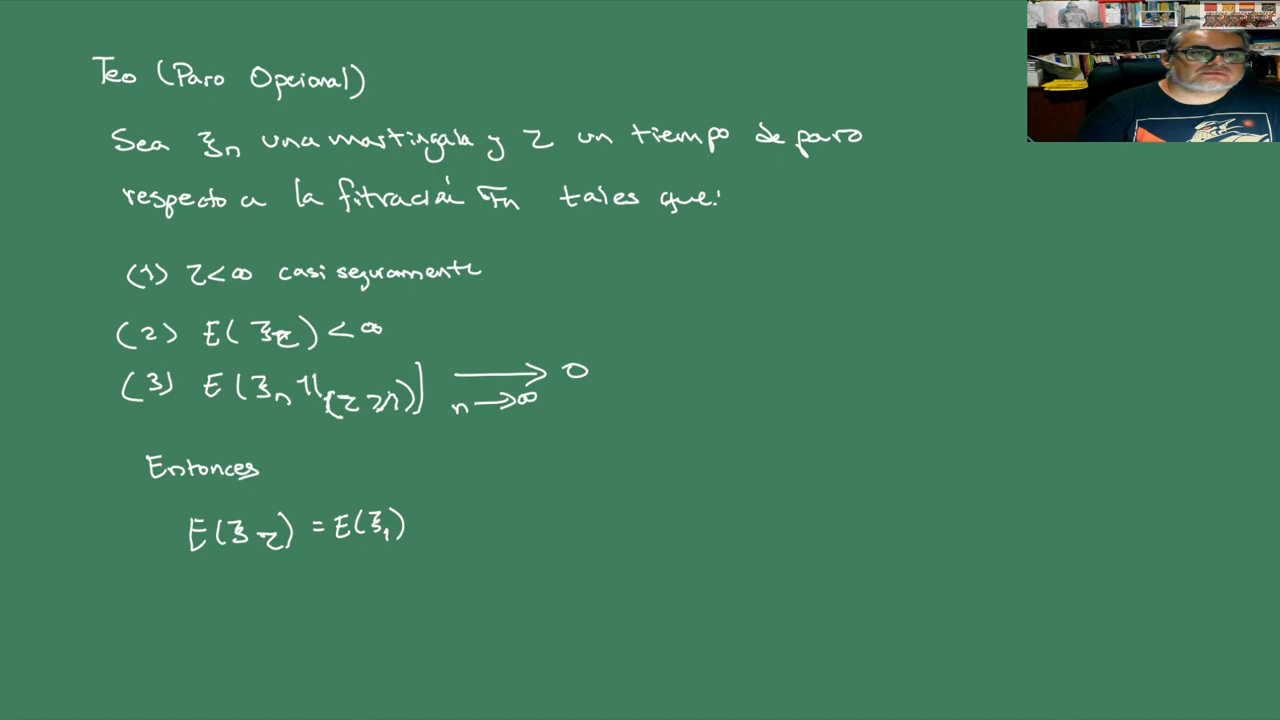 Teo (Paro Opcional)
Sea ξₙ una martingala y τ un tiempo de paro
respecto a la fitración Fₙ tales que:
(1) τ < ∞ casi seguramente
(2) E(ξτ) < ∞
(3) E(ξₙ 𝟙{τ ≥ n}) ⟶ 0
n → ∞
Entonces
E(ξτ) = E(ξ₁)